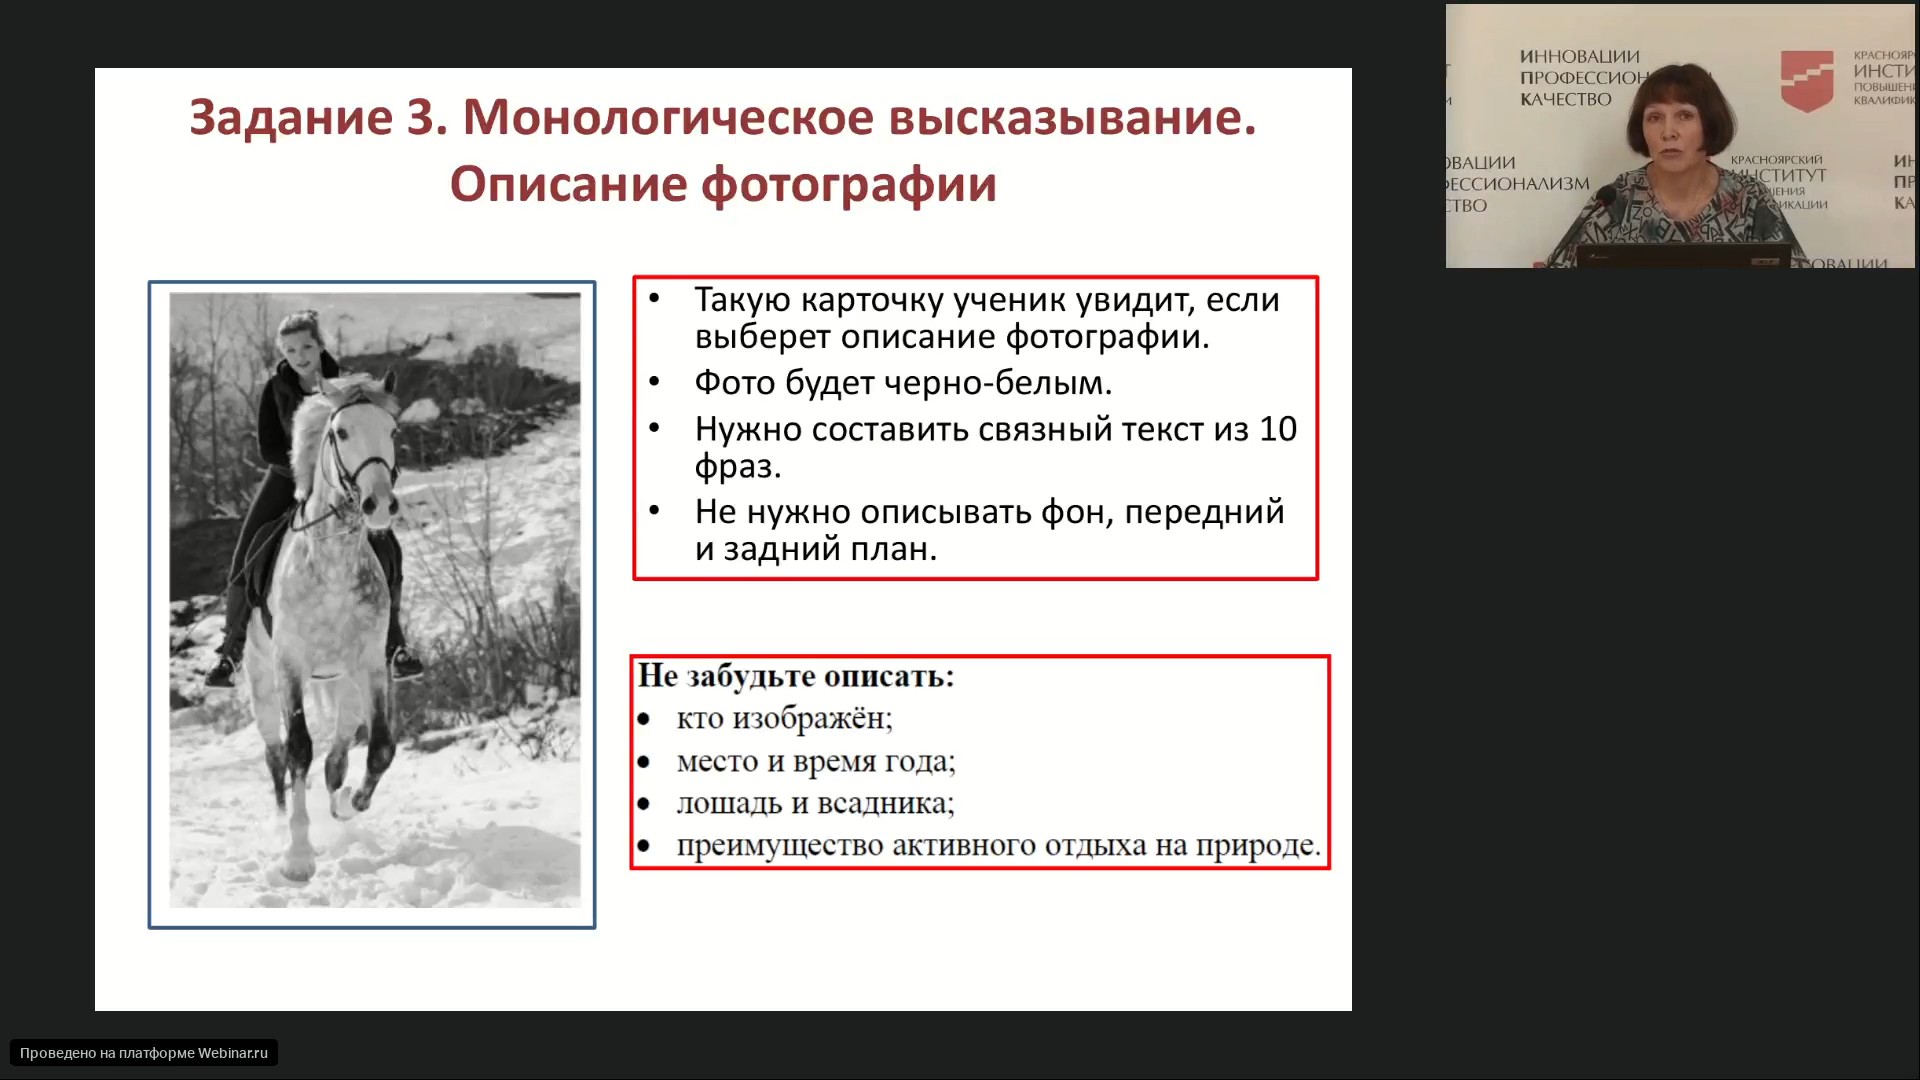 Задание 3. Монологическое высказывание.
Описание фотографии
• Такую карточку ученик увидит, если
выберет описание фотографии.
• Фото будет черно-белым.
• Нужно составить связный текст из 10
фраз.
• Не нужно описывать фон, передний
и задний план.
Не забудьте описать:
• кто изображён;
• место и время года;
• лошадь и всадника;
• преимущество активного отдыха на природе.
ИННОВАЦИИ
КАЧЕСТВО
КРАСНОЯРСКИЙ
ИНСТИТУТ
Проведено на платформе Webinar.ru